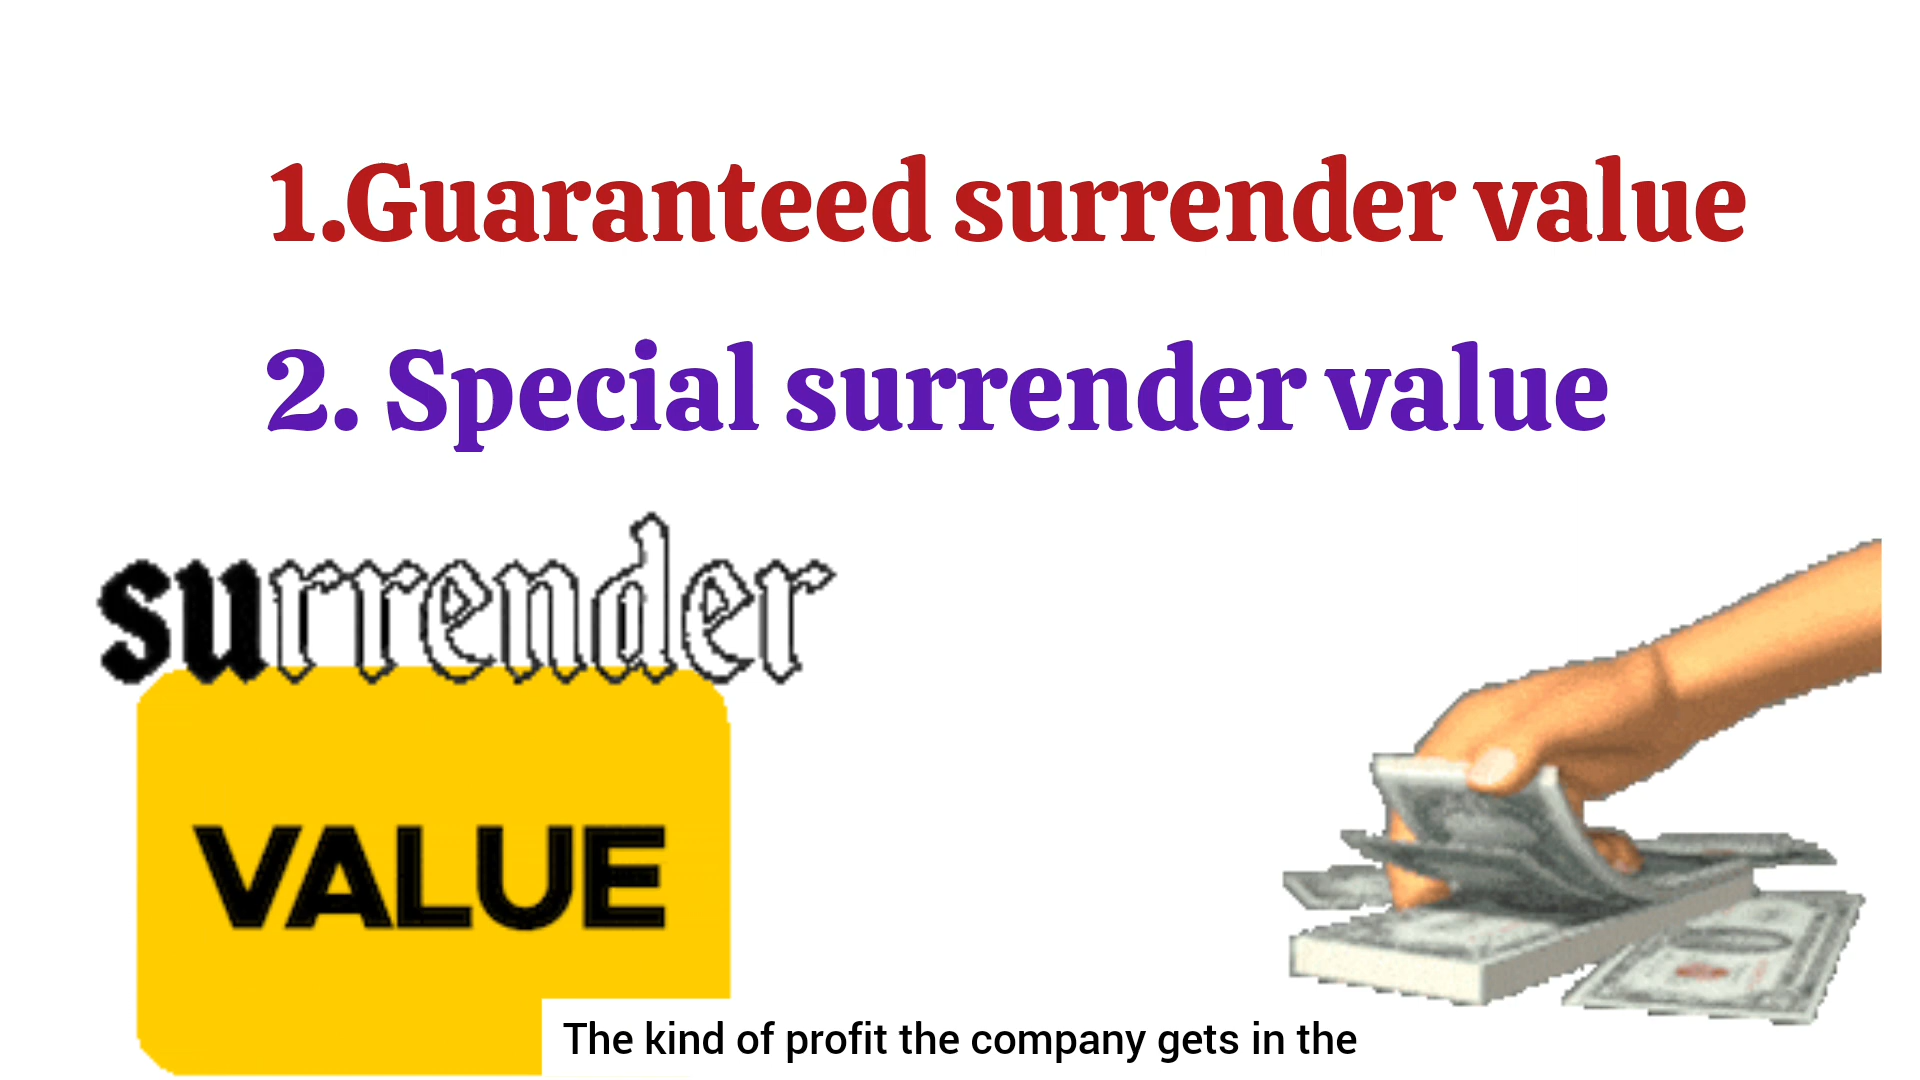 1.Guaranteed surrender value
2. Special surrender value
surrender
VALUE
The kind of profit the company gets in the